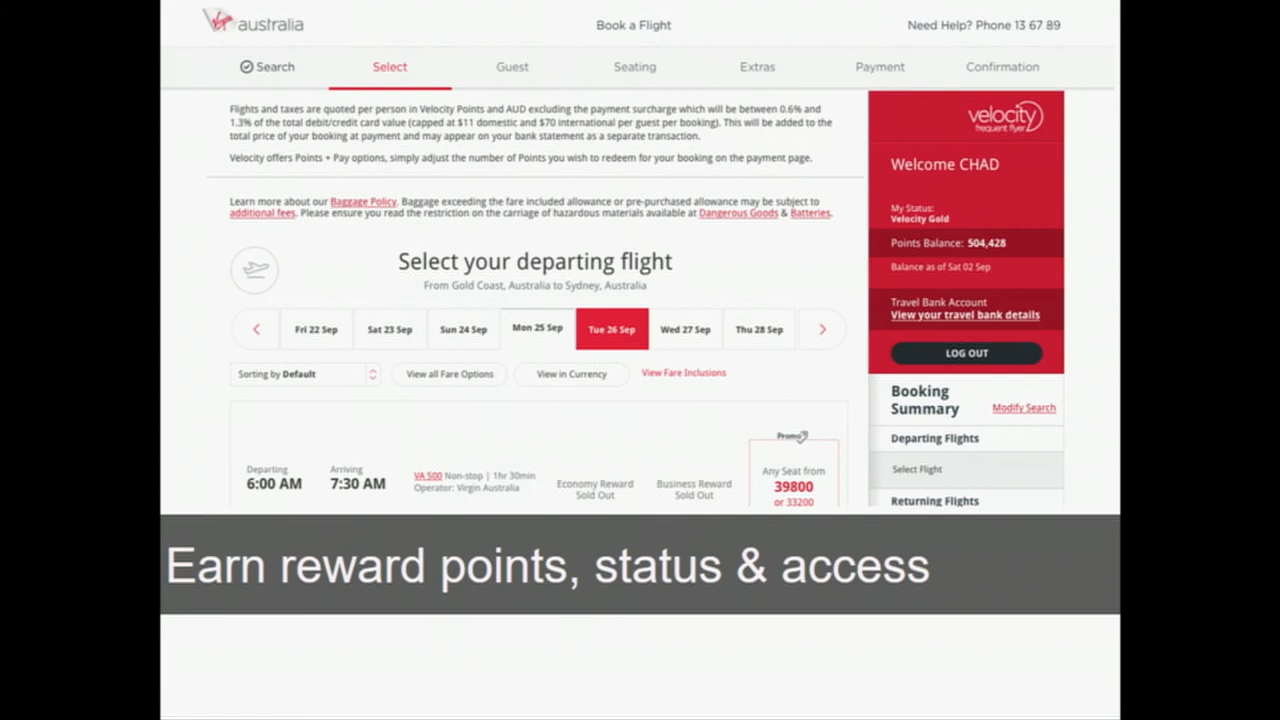 Virgin australia
Book a Flight
Need Help? Phone 13 67 89
Search
Select
Guest
Seating
Extras
Payment
Confirmation
Flights and taxes are quoted per person in Velocity Points and AUD excluding the payment surcharge which will be between 0.6% and
1.3% of the total debit/credit card value (capped at $11 domestic and $70 international per guest per booking). This will be added to the
total price of your booking at payment and may appear on your bank statement as a separate transaction.
Velocity offers Points + Pay options, simply adjust the number of Points you wish to redeem for your booking on the payment page.
Learn more about our Baggage Policy. Baggage exceeding the fare included allowance or pre-purchased allowance may be subject to
additional fees. Please ensure you read the restriction on the carriage of hazardous materials available at Dangerous Goods & Batteries.
Select your departing flight
From Gold Coast, Australia to Sydney, Australia
Fri 22 Sep
Sat 23 Sep
Sun 24 Sep
Mon 25 Sep
Tue 26 Sep
Wed 27 Sep
Thu 28 Sep
Sorting by Default
View all Fare Options
View in Currency
View Fare Inclusions
Departing
6:00 AM
Arriving
7:30 AM
VA 500 Non-stop | 1hr 30min
Operator: Virgin Australia
Economy Reward
Sold Out
Business Reward
Sold Out
Promo
Any Seat from
39800
or 33200
velocity
frequent flyer
Welcome CHAD
My Status:
Velocity Gold
Points Balance: 504,428
Balance as of Sat 02 Sep
Travel Bank Account
View your travel bank details
LOG OUT
Booking
Summary
Modify Search
Departing Flights
Select Flight
Returning Flights
Earn reward points, status & access